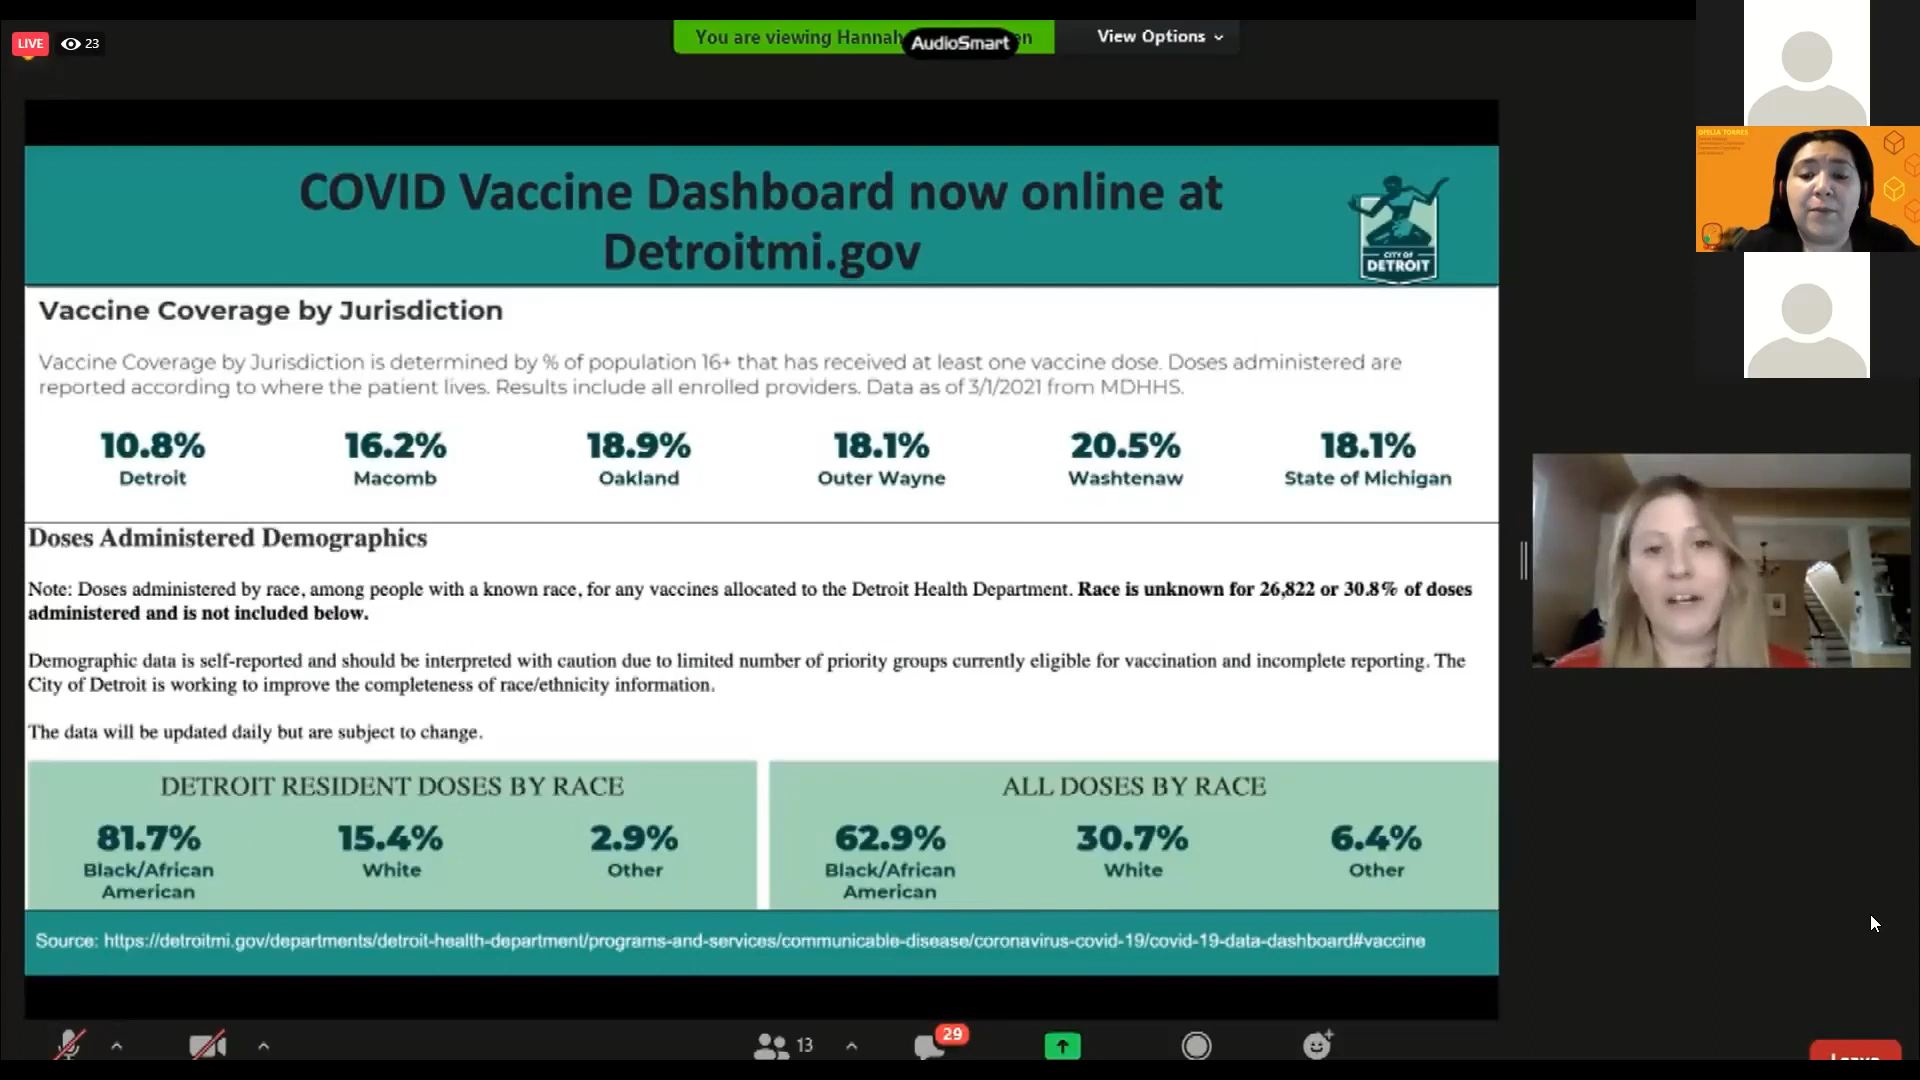 LIVE 23
You are viewing Hannah
AudioSmart
View Options
OFELIA TORRES
COVID Vaccine Dashboard now online at
Detroitmi.gov
CITY OF
DETROIT
Vaccine Coverage by Jurisdiction
Vaccine Coverage by Jurisdiction is determined by % of population 16+ that has received at least one vaccine dose. Doses administered are
reported according to where the patient lives. Results include all enrolled providers. Data as of 3/1/2021 from MDHHS.
10.8% 16.2% 18.9% 18.1% 20.5% 18.1%
Detroit Macomb Oakland Outer Wayne Washtenaw State of Michigan
Doses Administered Demographics
Note: Doses administered by race, among people with a known race, for any vaccines allocated to the Detroit Health Department. Race is unknown for 26,822 or 30.8% of doses
administered and is not included below.
Demographic data is self-reported and should be interpreted with caution due to limited number of priority groups currently eligible for vaccination and incomplete reporting. The
City of Detroit is working to improve the completeness of race/ethnicity information.
The data will be updated daily but are subject to change.
DETROIT RESIDENT DOSES BY RACE
81.7% 15.4% 2.9%
Black/African White Other
American
ALL DOSES BY RACE
62.9% 30.7% 6.4%
Black/African White Other
American
Source: https://detroitmi.gov/departments/detroit-health-department/programs-and-services/communicable-disease/coronavirus-covid-19/covid-19-data-dashboard#vaccine
13
29
Leave